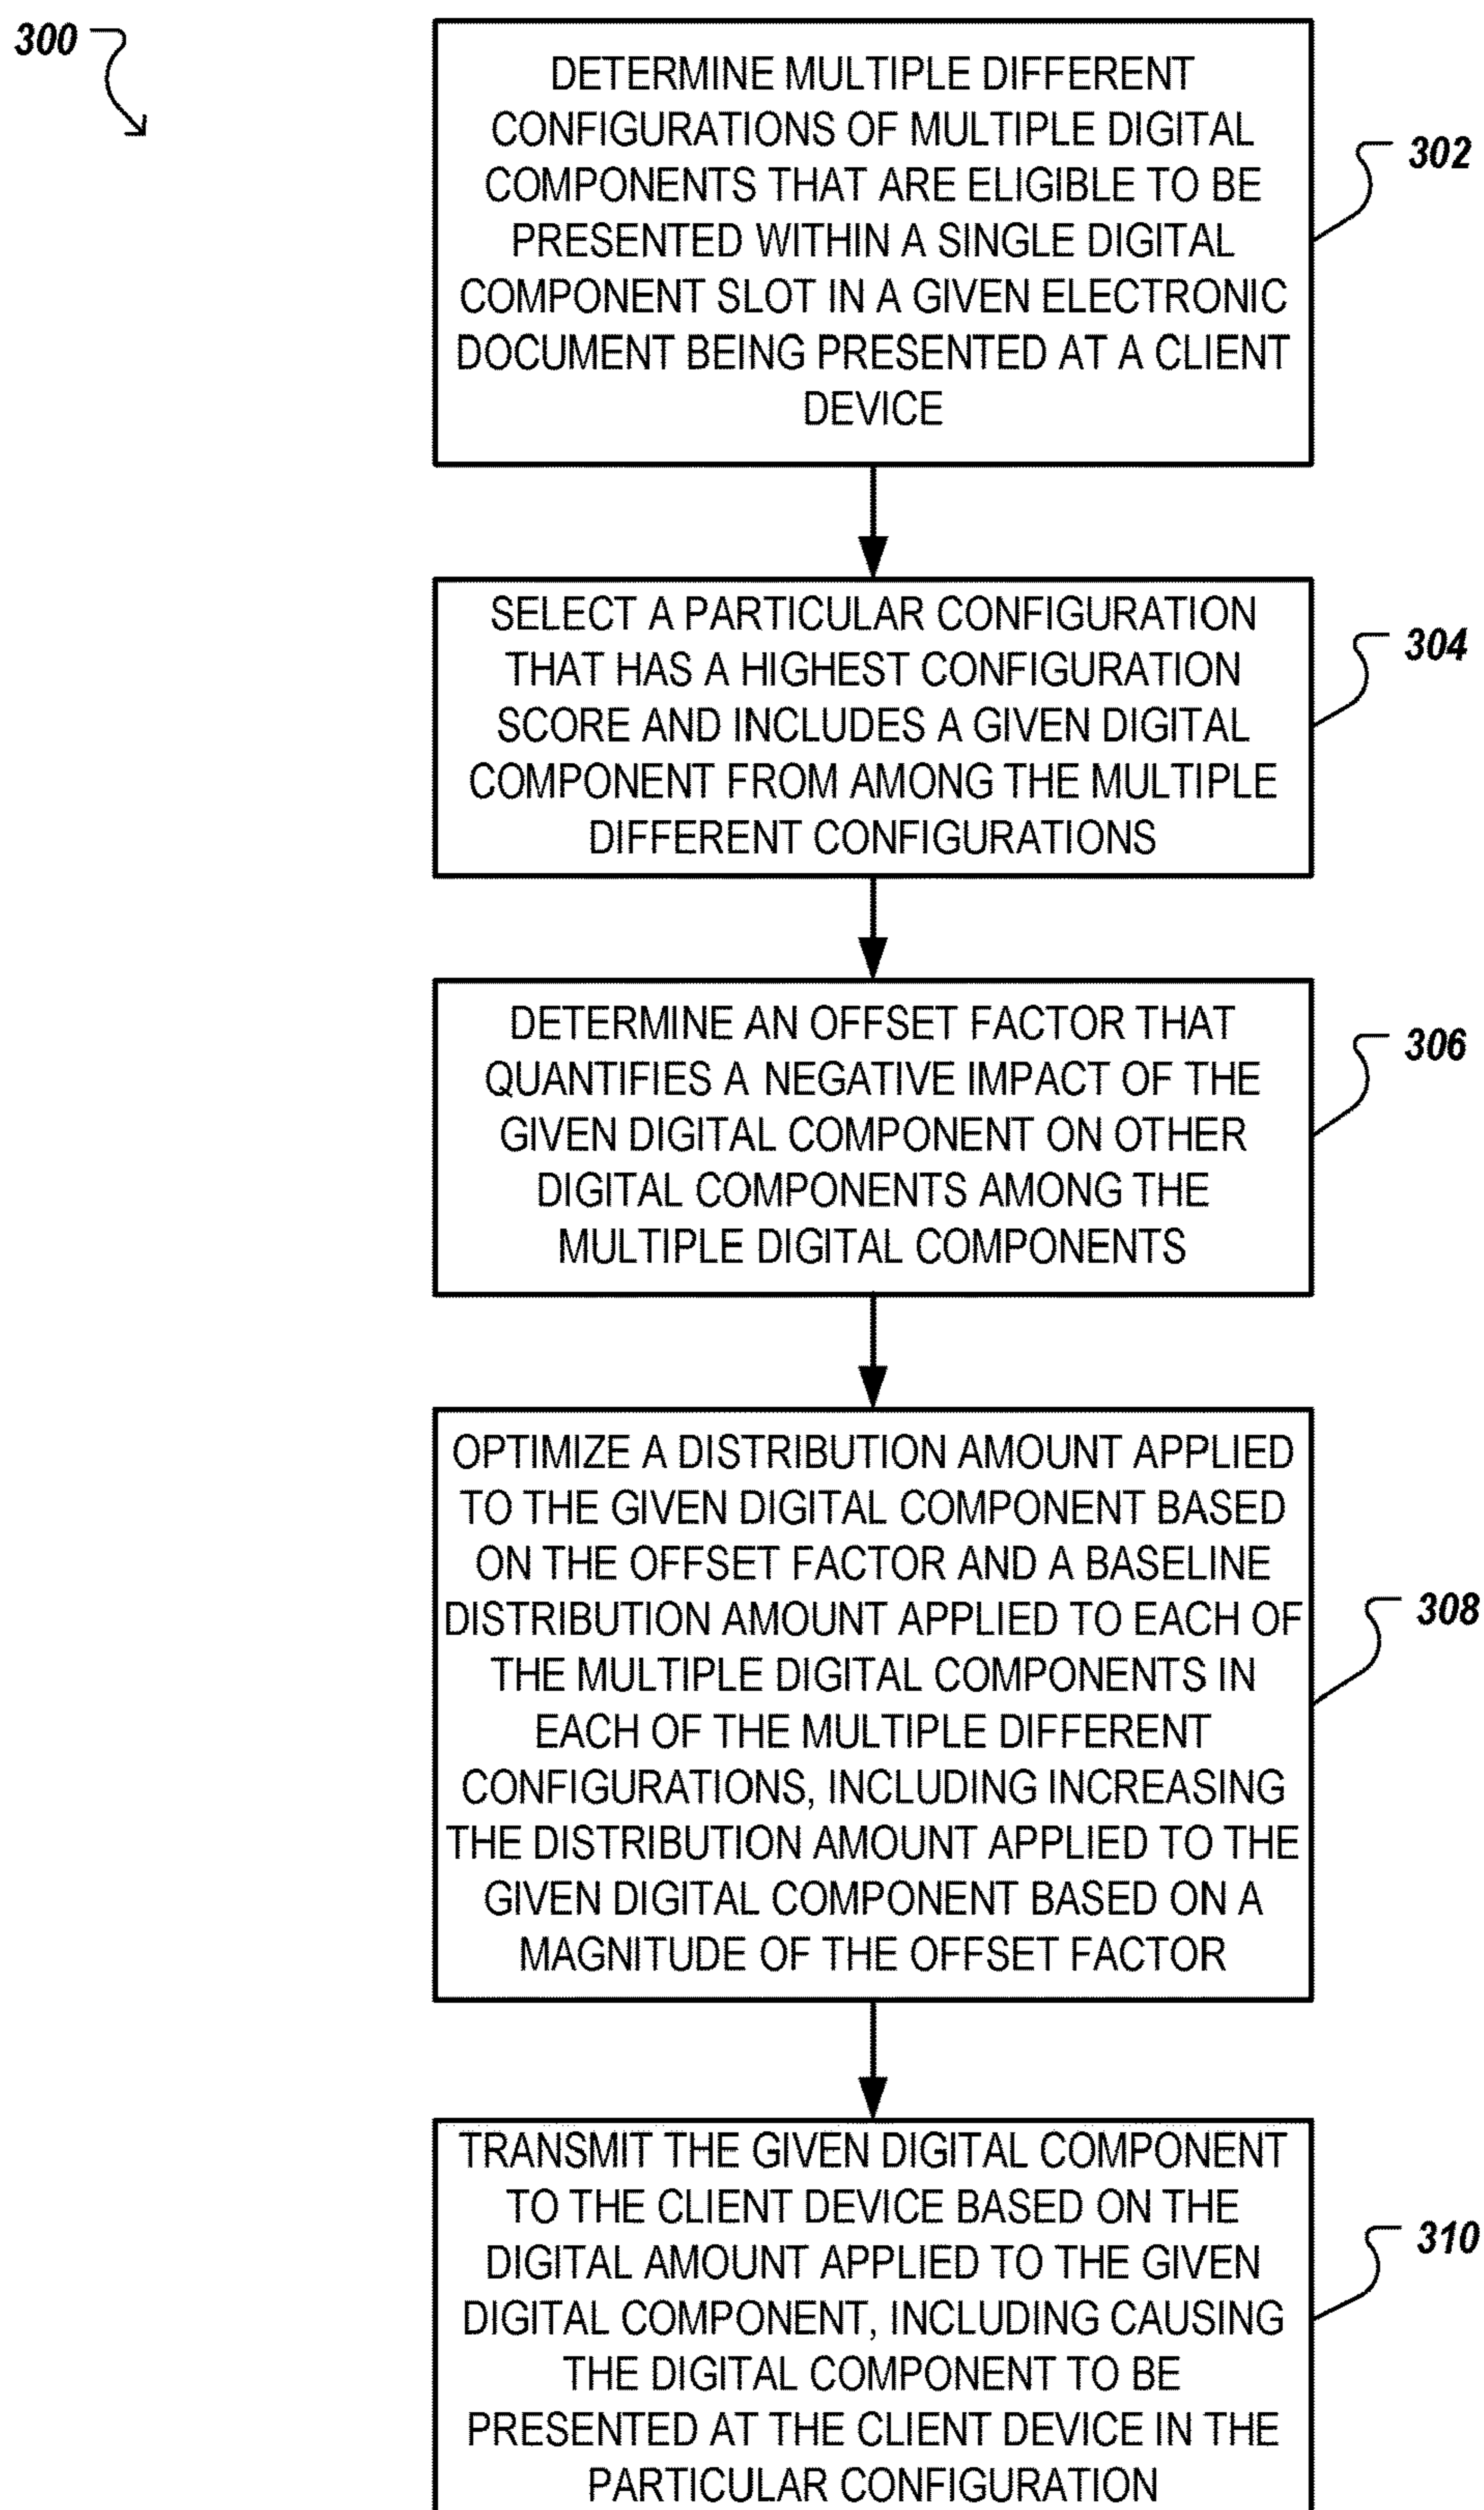 300
DETERMINE MULTIPLE DIFFERENT
CONFIGURATIONS OF MULTIPLE DIGITAL
COMPONENTS THAT ARE ELIGIBLE TO BE
PRESENTED WITHIN A SINGLE DIGITAL
COMPONENT SLOT IN A GIVEN ELECTRONIC
DOCUMENT BEING PRESENTED AT A CLIENT
DEVICE
302
SELECT A PARTICULAR CONFIGURATION
THAT HAS A HIGHEST CONFIGURATION
SCORE AND INCLUDES A GIVEN DIGITAL
COMPONENT FROM AMONG THE MULTIPLE
DIFFERENT CONFIGURATIONS
304
DETERMINE AN OFFSET FACTOR THAT
QUANTIFIES A NEGATIVE IMPACT OF THE
GIVEN DIGITAL COMPONENT ON OTHER
DIGITAL COMPONENTS AMONG THE
MULTIPLE DIGITAL COMPONENTS
306
OPTIMIZE A DISTRIBUTION AMOUNT APPLIED
TO THE GIVEN DIGITAL COMPONENT BASED
ON THE OFFSET FACTOR AND A BASELINE
DISTRIBUTION AMOUNT APPLIED TO EACH OF
THE MULTIPLE DIGITAL COMPONENTS IN
EACH OF THE MULTIPLE DIFFERENT
CONFIGURATIONS, INCLUDING INCREASING
THE DISTRIBUTION AMOUNT APPLIED TO THE
GIVEN DIGITAL COMPONENT BASED ON A
MAGNITUDE OF THE OFFSET FACTOR
308
TRANSMIT THE GIVEN DIGITAL COMPONENT
TO THE CLIENT DEVICE BASED ON THE
DIGITAL AMOUNT APPLIED TO THE GIVEN
DIGITAL COMPONENT, INCLUDING CAUSING
THE DIGITAL COMPONENT TO BE
PRESENTED AT THE CLIENT DEVICE IN THE
PARTICULAR CONFIGURATION
310